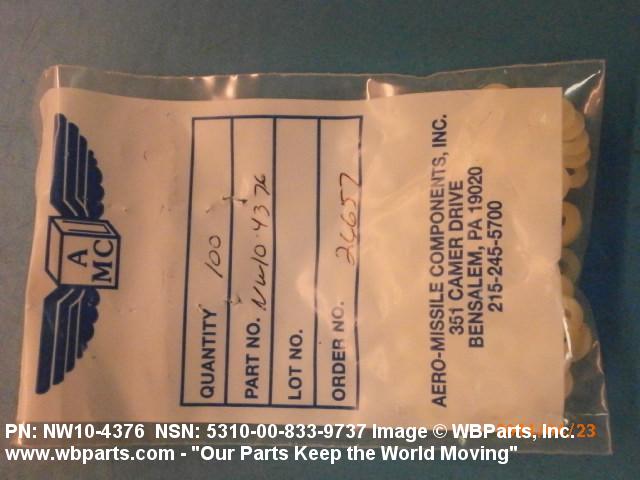 A
MC
QUANTITY 100
PART NO. NW10-4376
LOT NO.
ORDER NO. 26657
AERO-MISSILE COMPONENTS, INC.
351 CAMER DRIVE
BENSALEM, PA 19020
215-245-5700
PN: NW10-4376 NSN: 5310-00-833-9737 Image © WBParts, Inc.
www.wbparts.com - "Our Parts Keep the World Moving"